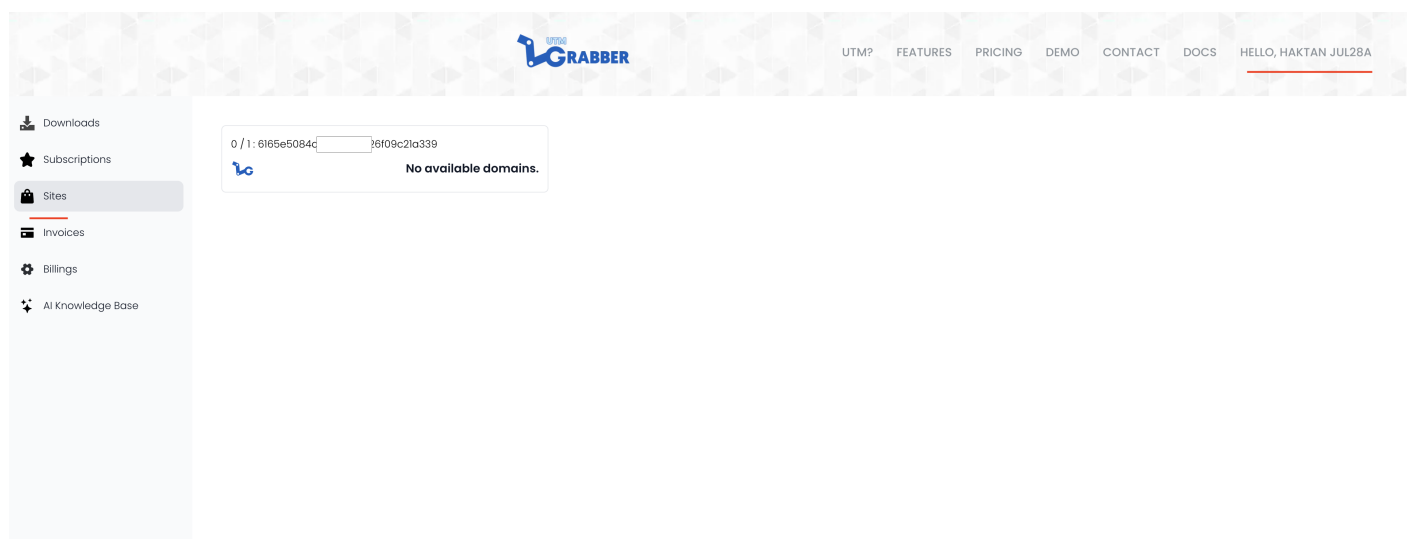 UTM
GRABBER
UTM? FEATURES PRICING DEMO CONTACT DOCS HELLO, HAKTAN JUL28A
Downloads
Subscriptions
Sites
Invoices
Billings
AI Knowledge Base
0 / 1 : 6165e5084c 26f09c21a339
No available domains.